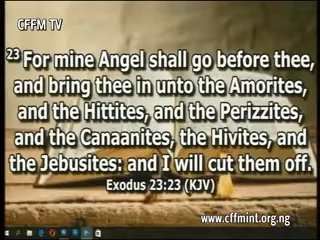 CFFM TV
23 For mine Angel shall go before thee,
and bring thee in unto the Amorites,
and the Hittites, and the Perizzites,
and the Canaanites, the Hivites, and
the Jebusites: and I will cut them off.
Exodus 23:23 (KJV)
www.cffmint.org.ng